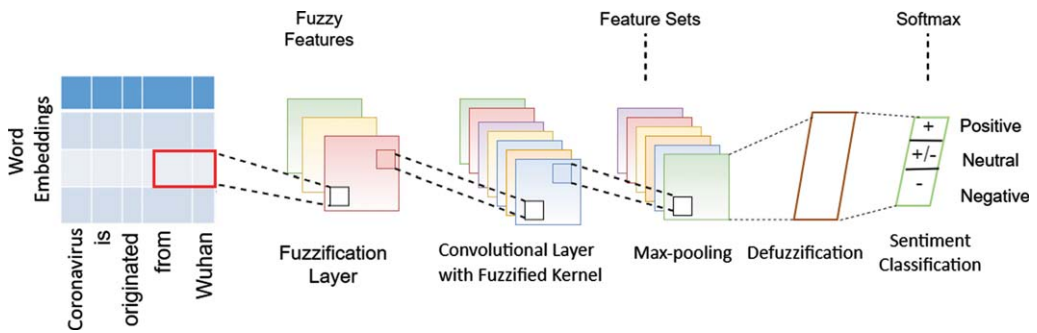 Fuzzy
Features
Feature Sets
Softmax
Word
Embeddings
Coronavirus
is
originated
from
Wuhan
Fuzzification
Layer
Convolutional Layer
with Fuzzified Kernel
Max-pooling
Defuzzification
+
Positive
+/-
Neutral
-
Negative
Sentiment
Classification